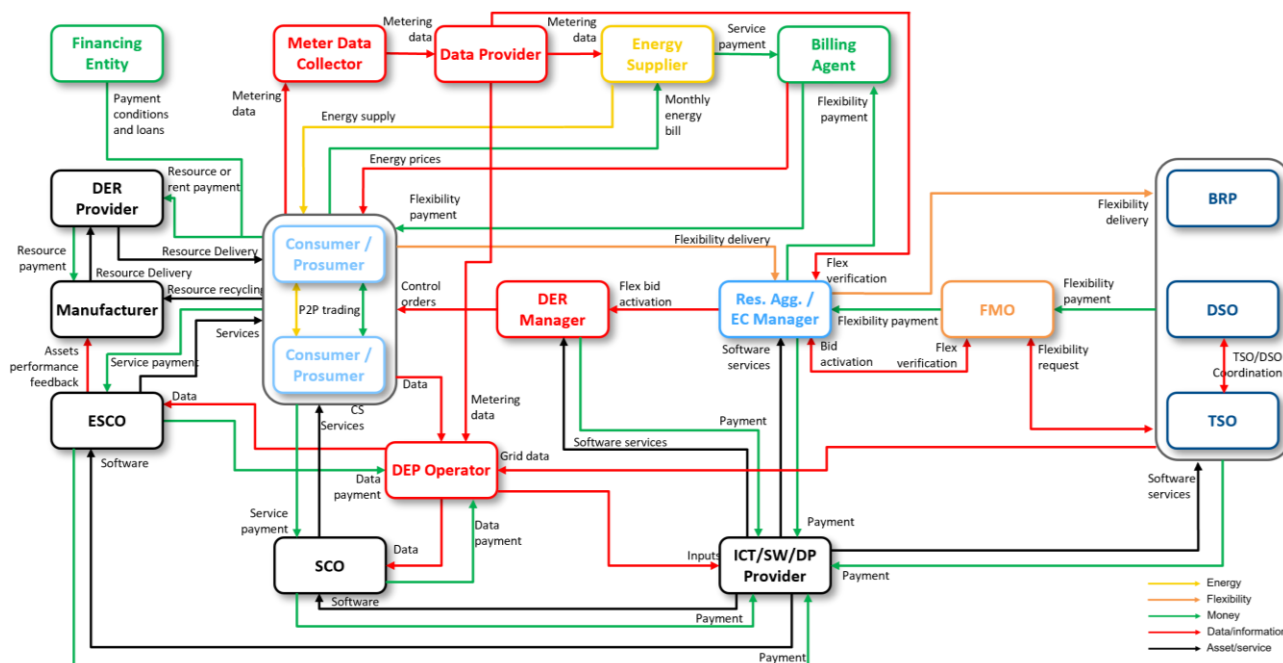 Financing
Entity
Meter Data
Collector
Metering
data
Data Provider
Metering
data
Energy
Supplier
Service
payment
Billing
Agent
Payment
conditions
and loans
Metering
data
Energy supply
Monthly
energy
bill
Flexibility
payment
Energy prices
DER
Provider
Resource or
rent payment
Flexibility
payment
BRP
Flexibility
delivery
Resource
payment
Resource Delivery
Resource Delivery
Consumer /
Prosumer
Flexibility delivery
Flex
verification
Manufacturer
Resource recycling
P2P trading
Control
orders
DER
Manager
Flex bid
activation
Res. Agg. /
EC Manager
Flexibility payment
FMO
Flexibility
payment
DSO
Services
Service payment
Assets
performance
feedback
Consumer /
Prosumer
Software
services
Bid
activation
Flex
verification
Flexibility
request
TSO/DSO
Coordination
TSO
ESCO
Data
Data
CS
Services
Metering
data
Payment
Software
Software services
DEP Operator
Grid data
Data
payment
Software
services
Service
payment
Data
payment
Payment
SCO
Data
Inputs
ICT/SW/DP
Provider
Payment
Software
Payment
Payment
Energy
Flexibility
Money
Data/information
Asset/service